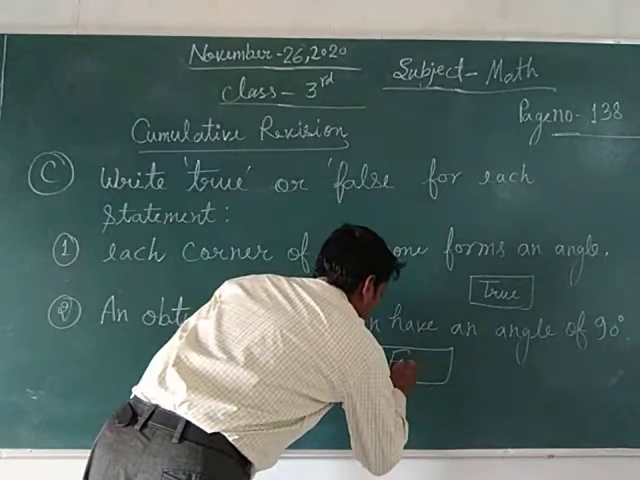 November-26,2020
Class-3rd
Subject-Math
Page no-138
Cumulative Revision
C Write 'true' or 'false for each
statement:
1 each corner of one forms an angle.
True
2 An obt n have an angle of 90°.